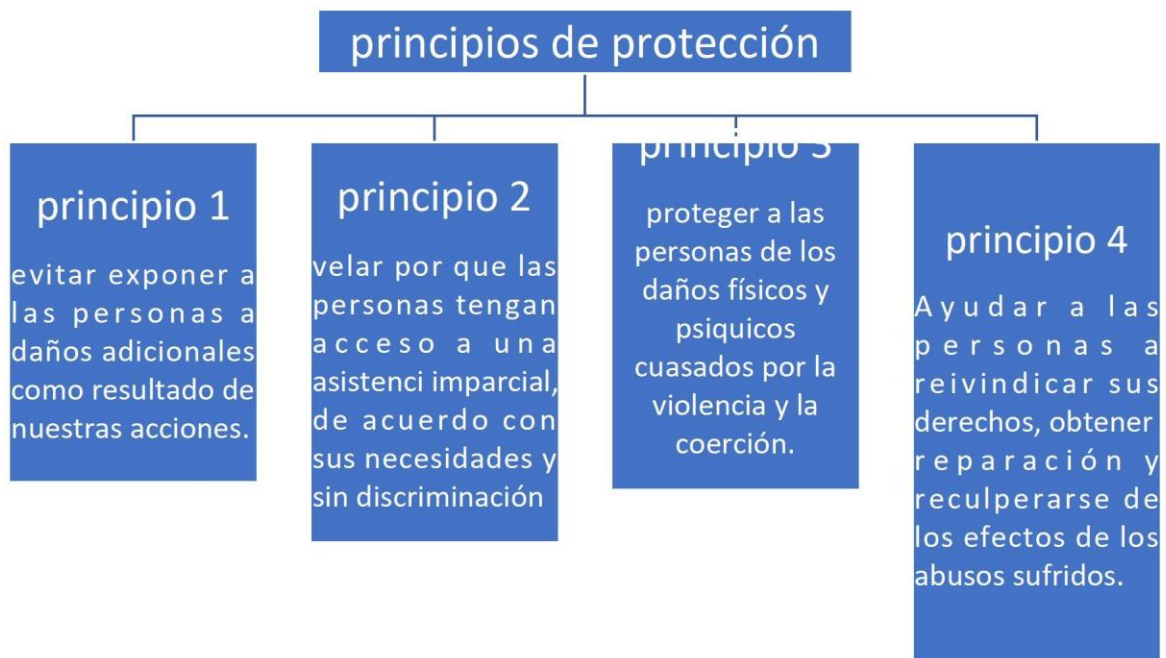 principios de protección
principio 1
evitar exponer a
las personas a
daños adicionales
como resultado de
nuestras acciones.
principio 2
velar por que las
personas tengan
acceso a una
asistenci imparcial,
de acuerdo con
sus necesidades y
sin discriminación
principio 3
proteger a las
personas de los
daños físicos y
psiquicos
cuasados por la
violencia y la
coerción.
principio 4
Ayudar a las
personas a
reivindicar sus
derechos, obtener
reparación y
reculperarse de
los efectos de los
abusos sufridos.